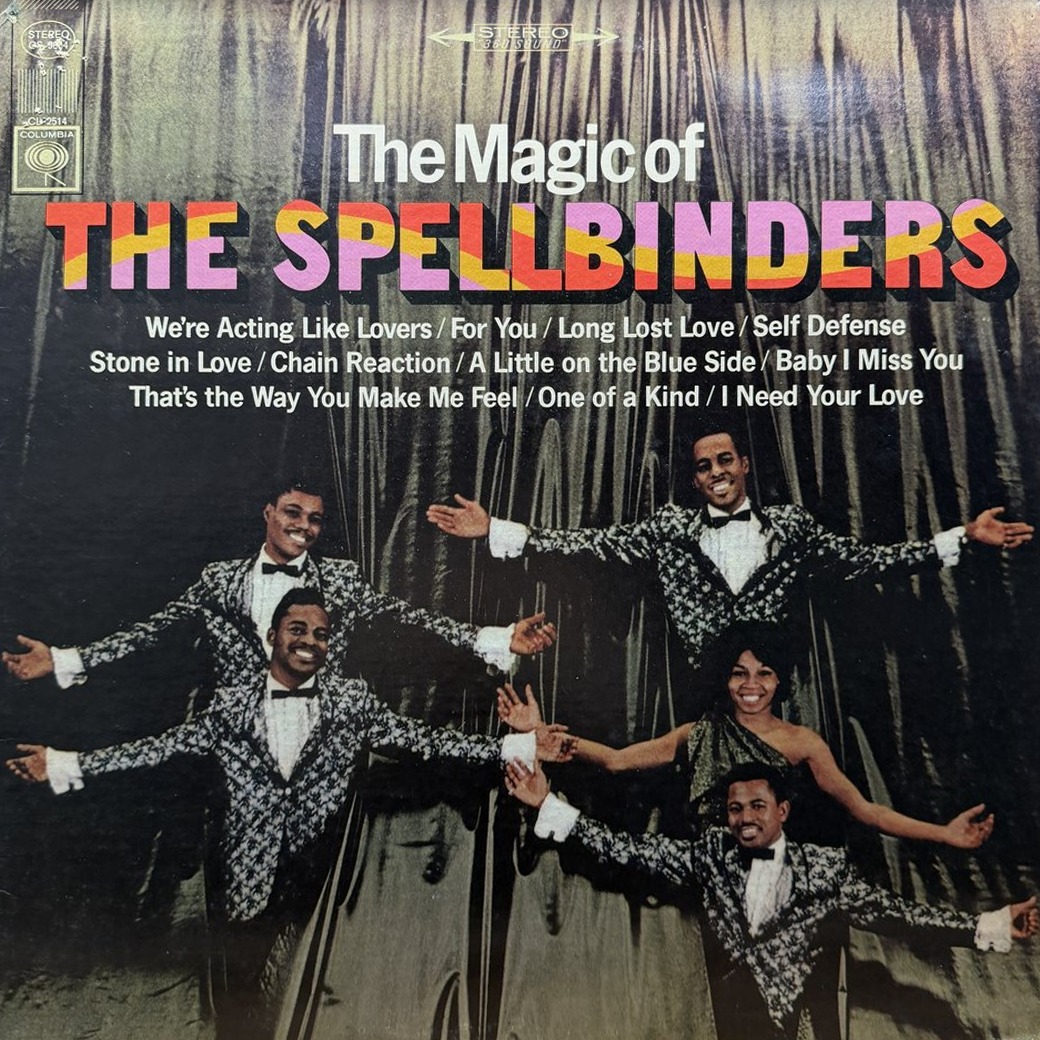 STEREO
STEREO
"360 SOUND"
CL 2514
COLUMBIA
The Magic of
THE SPELLBINDERS
We're Acting Like Lovers / For You / Long Lost Love / Self Defense
Stone in Love / Chain Reaction / A Little on the Blue Side / Baby I Miss You
That's the Way You Make Me Feel / One of a Kind / I Need Your Love